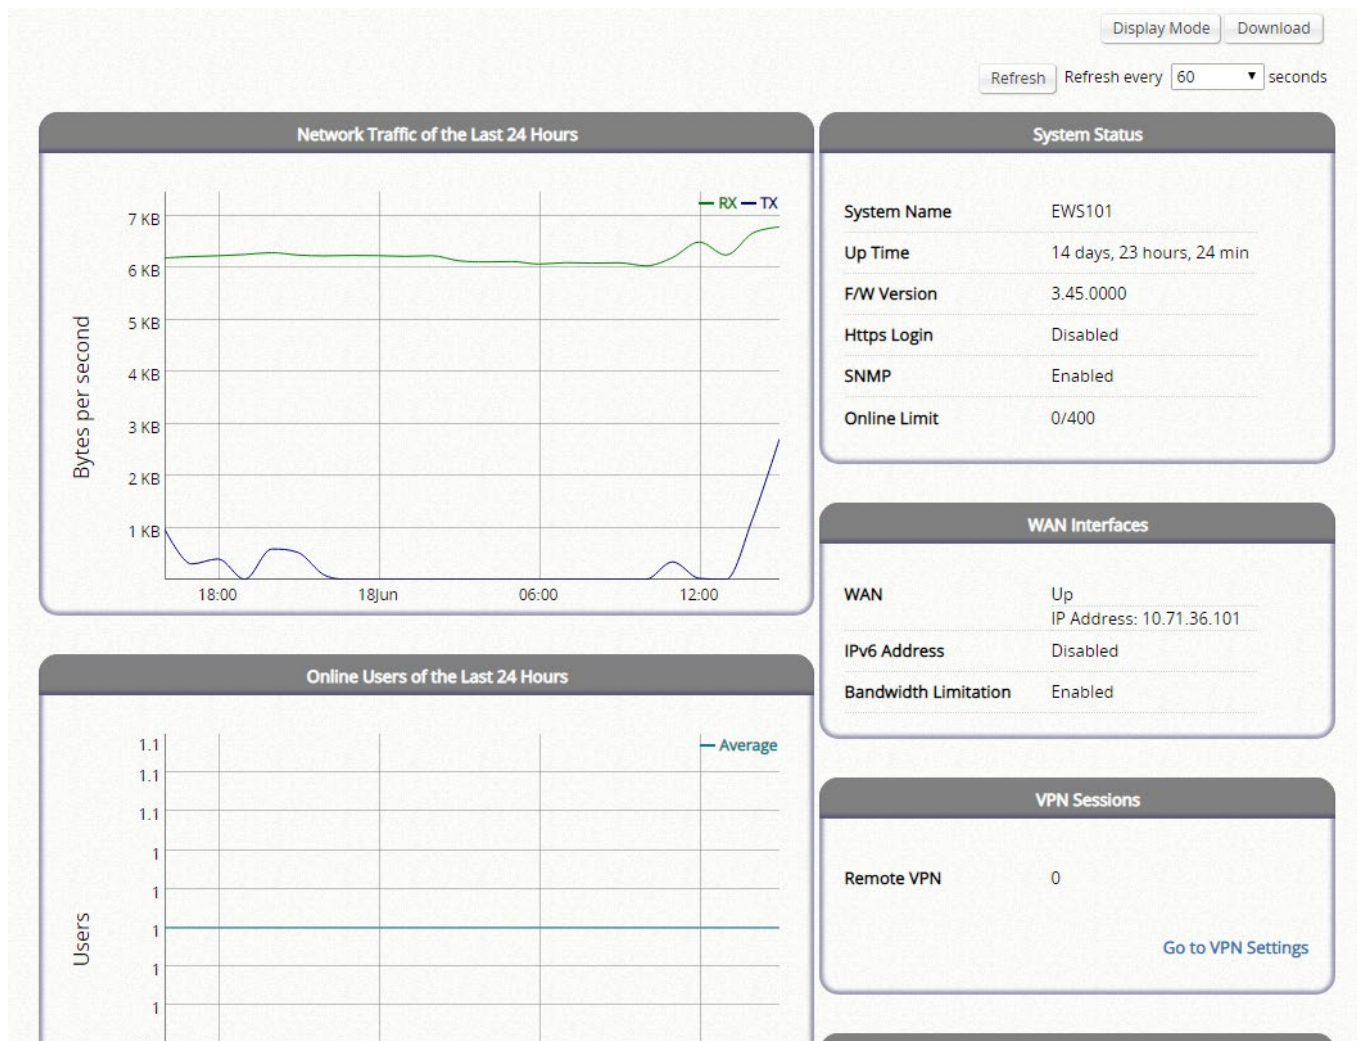 Display Mode Download
Refresh Refresh every 60 seconds
Network Traffic of the Last 24 Hours
RX TX
7 KB
6 KB
5 KB
4 KB
3 KB
2 KB
1 KB
Bytes per second
18:00 18Jun 06:00 12:00
Online Users of the Last 24 Hours
Average
1.1
1.1
1.1
1
1
1
1
1
Users
System Status
System Name EWS101
Up Time 14 days, 23 hours, 24 min
F/W Version 3.45.0000
Https Login Disabled
SNMP Enabled
Online Limit 0/400
WAN Interfaces
WAN Up
IP Address: 10.71.36.101
IPv6 Address Disabled
Bandwidth Limitation Enabled
VPN Sessions
Remote VPN 0
Go to VPN Settings